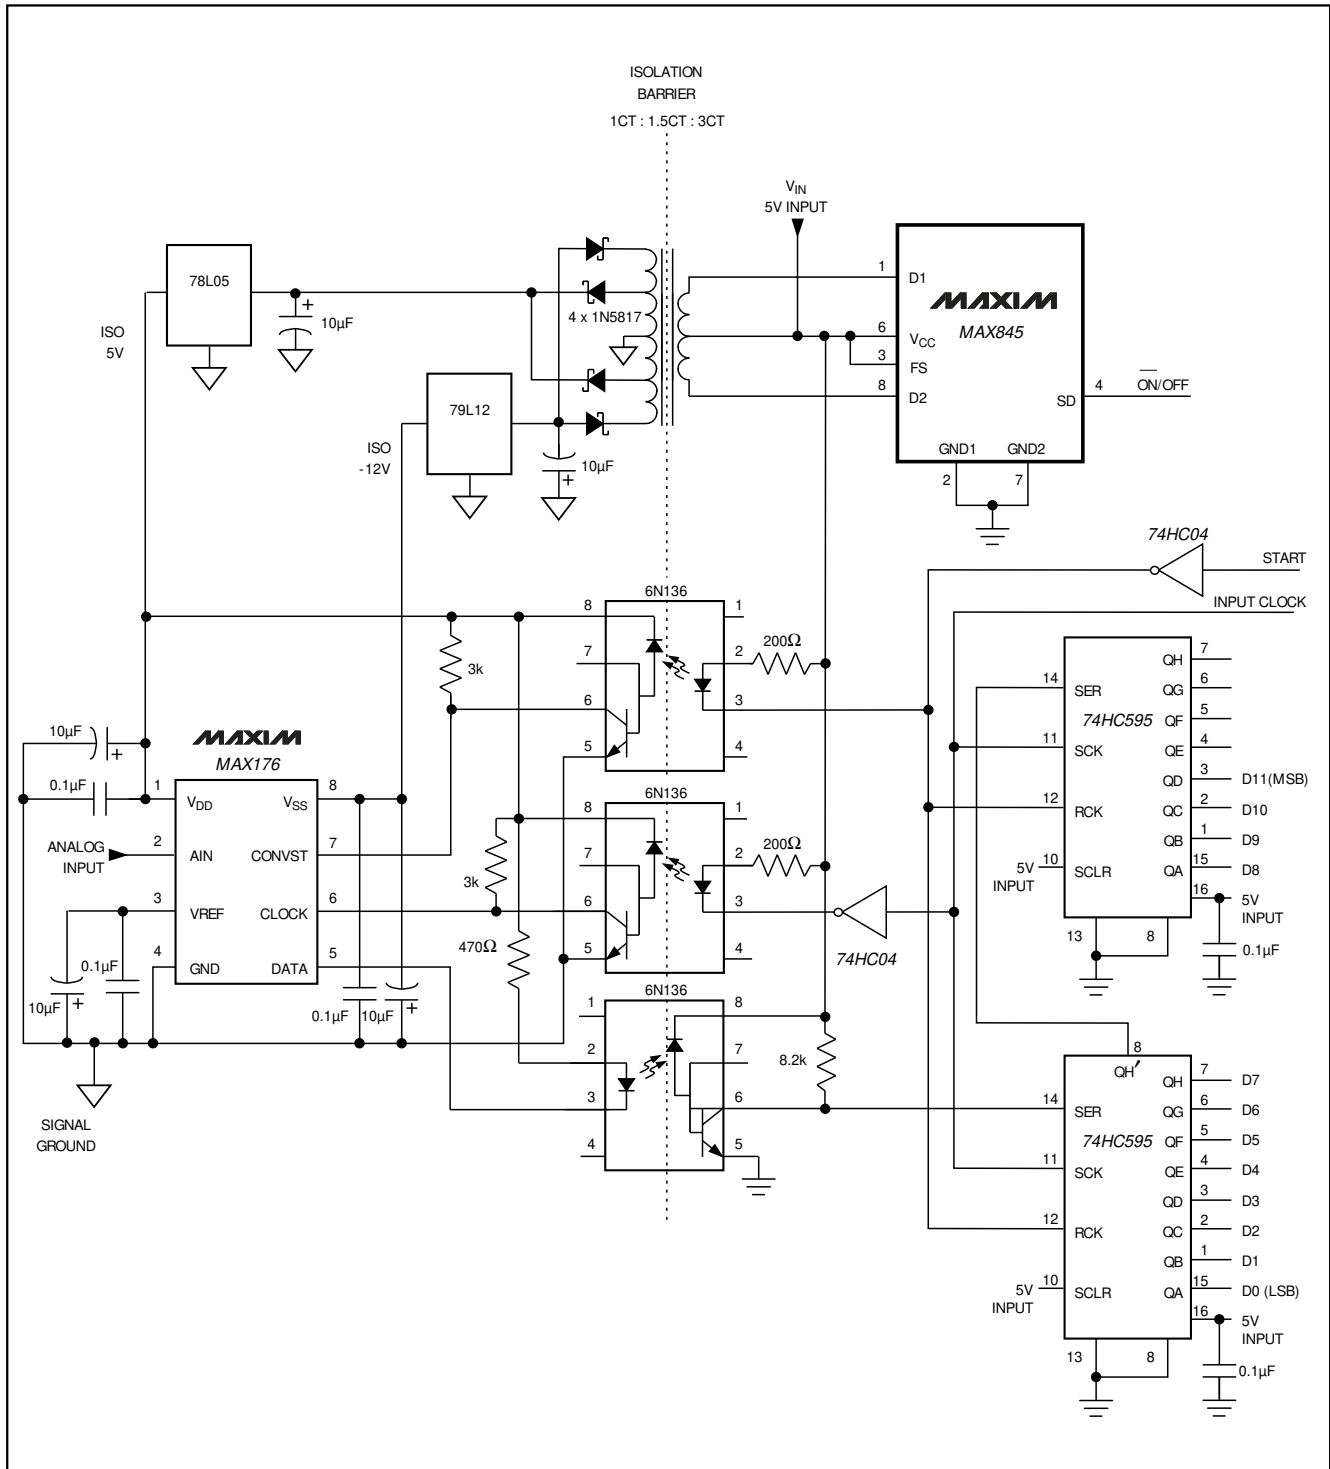 ISOLATION
BARRIER
1CT : 1.5CT : 3CT
VIN
5V INPUT
78L05
10µF
ISO
5V
4 x 1N5817
79L12
ISO
-12V
10µF
MAXIM
MAX845
1 D1
6 VCC
3 FS
8 D2
SD 4 ON/OFF
GND1 GND2
2 7
74HC04
START
INPUT CLOCK
6N136
8 1
7 2 200Ω
3k
6 3
5 4
10µF
0.1µF
MAXIM
MAX176
1 VDD VSS 8
ANALOG
INPUT
2 AIN CONVST 7
3 VREF CLOCK 6
4 GND DATA 5
10µF
0.1µF
0.1µF 10µF
SIGNAL
GROUND
6N136
8 1
7 2 200Ω
3k
6 3
5 4
470Ω
74HC04
6N136
1 8
2 7
3 6
4 5
8.2k
74HC595
14 SER
11 SCK
12 RCK
5V
INPUT
10 SCLR
QH 7
QG 6
QF 5
QE 4
QD 3 D11(MSB)
QC 2 D10
QB 1 D9
QA 15 D8
16 5V
INPUT
13 8
0.1µF
8
QH′
74HC595
14 SER
11 SCK
12 RCK
5V
INPUT
10 SCLR
QH 7 D7
QG 6 D6
QF 5 D5
QE 4 D4
QD 3 D3
QC 2 D2
QB 1 D1
QA 15 D0 (LSB)
16 5V
INPUT
13 8
0.1µF